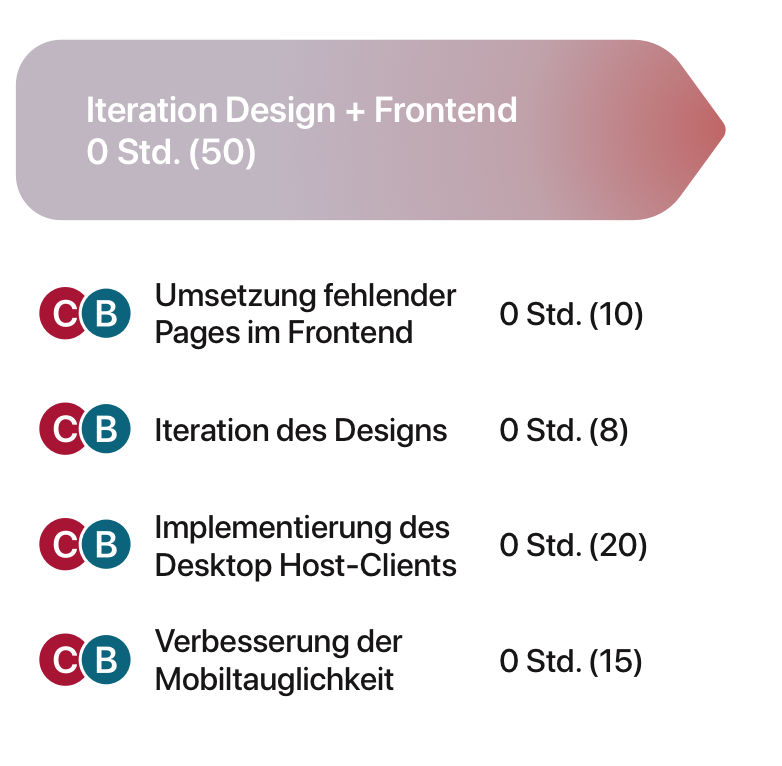 Iteration Design + Frontend
0 Std. (50)
C B Umsetzung fehlender
Pages im Frontend
0 Std. (10)
C B Iteration des Designs
0 Std. (8)
C B Implementierung des
Desktop Host-Clients
0 Std. (20)
C B Verbesserung der
Mobiltauglichkeit
0 Std. (15)